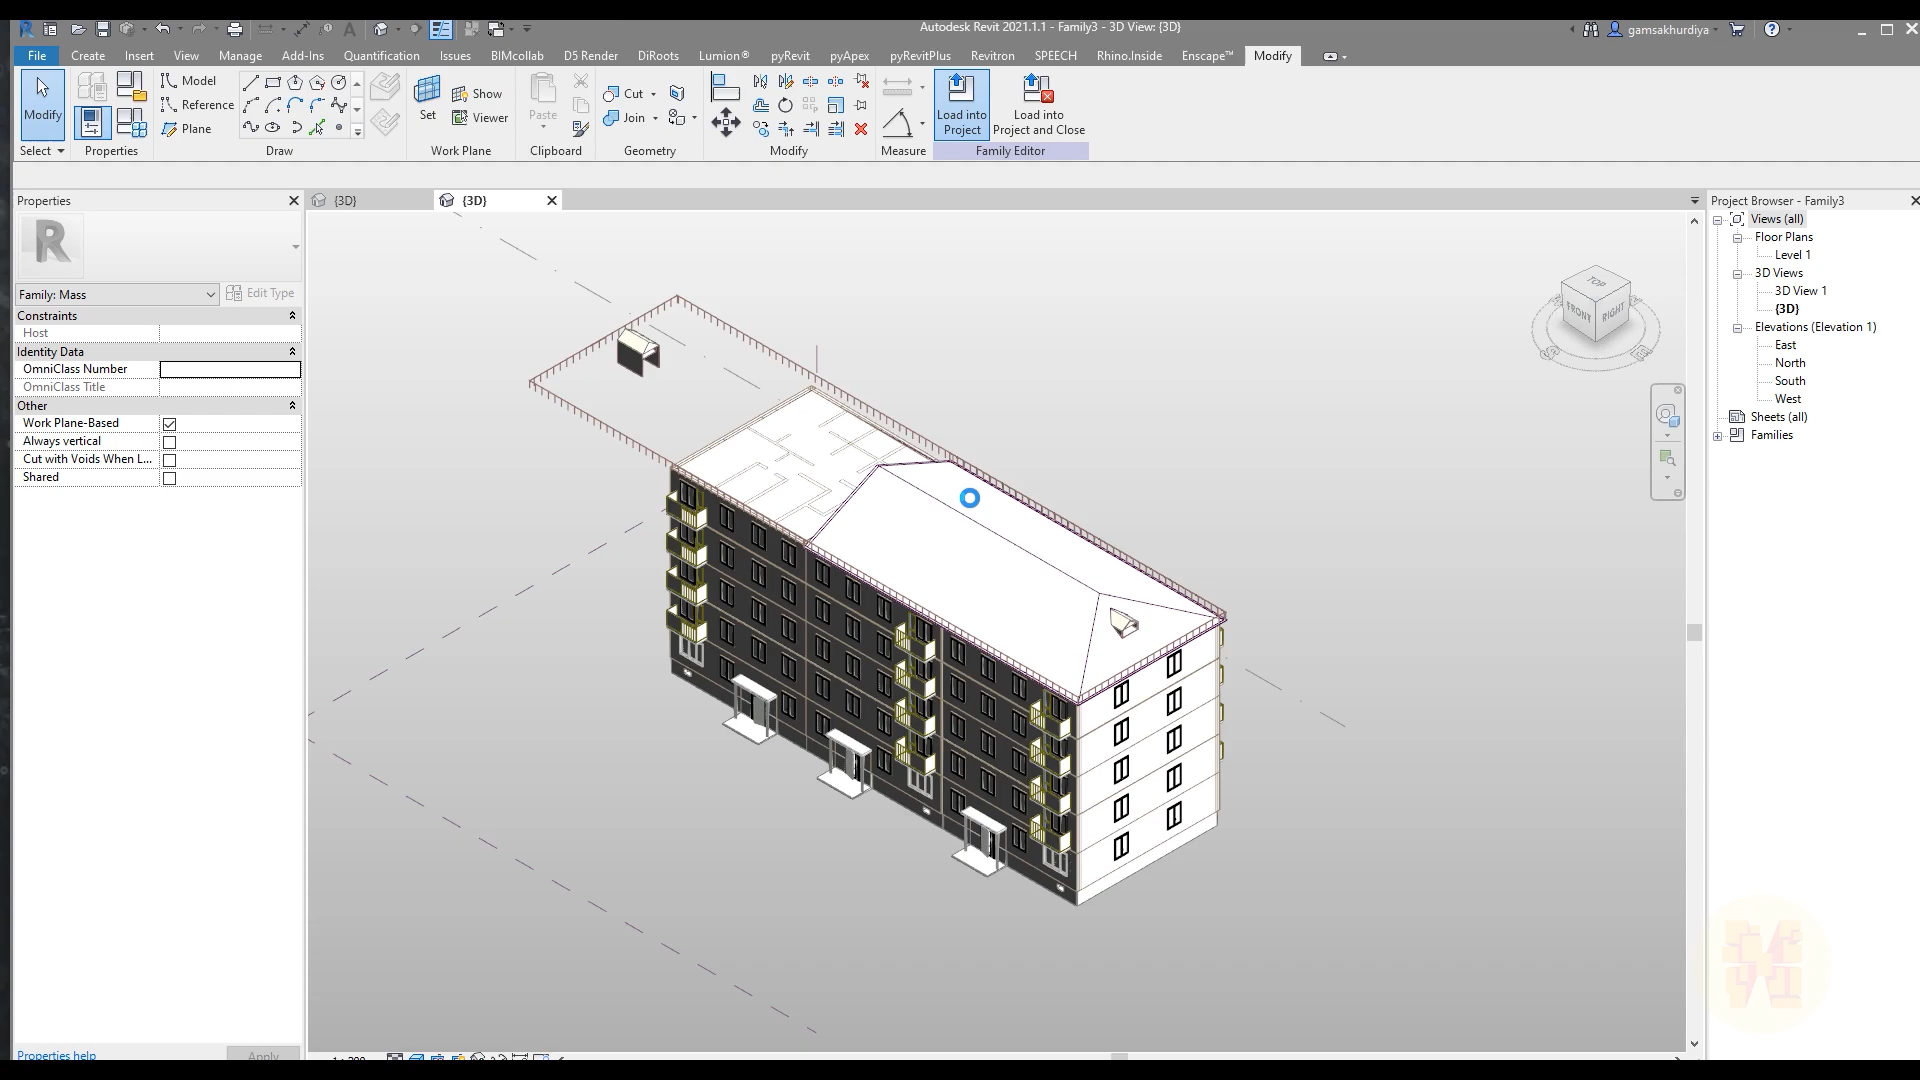 Autodesk Revit 2021.1.1 - Family3 - 3D View: {3D}
gamsakhurdiya
File Create Insert View Manage Add-Ins Quantification Issues BIMcollab D5 Render DiRoots Lumion® pyRevit pyApex pyRevitPlus Revitron SPEECH Rhino.Inside Enscape™ Modify
Modify
Model
Reference
Plane
Set
Show
Viewer
Paste
Cut
Join
Load into
Project
Load into
Project and Close
Select Properties Draw Work Plane Clipboard Geometry Modify Measure Family Editor
Properties
{3D}
{3D}
Project Browser - Family3
R
Family: Mass
Edit Type
Constraints
Host
Identity Data
OmniClass Number
OmniClass Title
Other
Work Plane-Based
Always vertical
Cut with Voids When L...
Shared
Properties help
Apply
TOP
FRONT
RIGHT
Views (all)
Floor Plans
Level 1
3D Views
3D View 1
{3D}
Elevations (Elevation 1)
East
North
South
West
Sheets (all)
Families